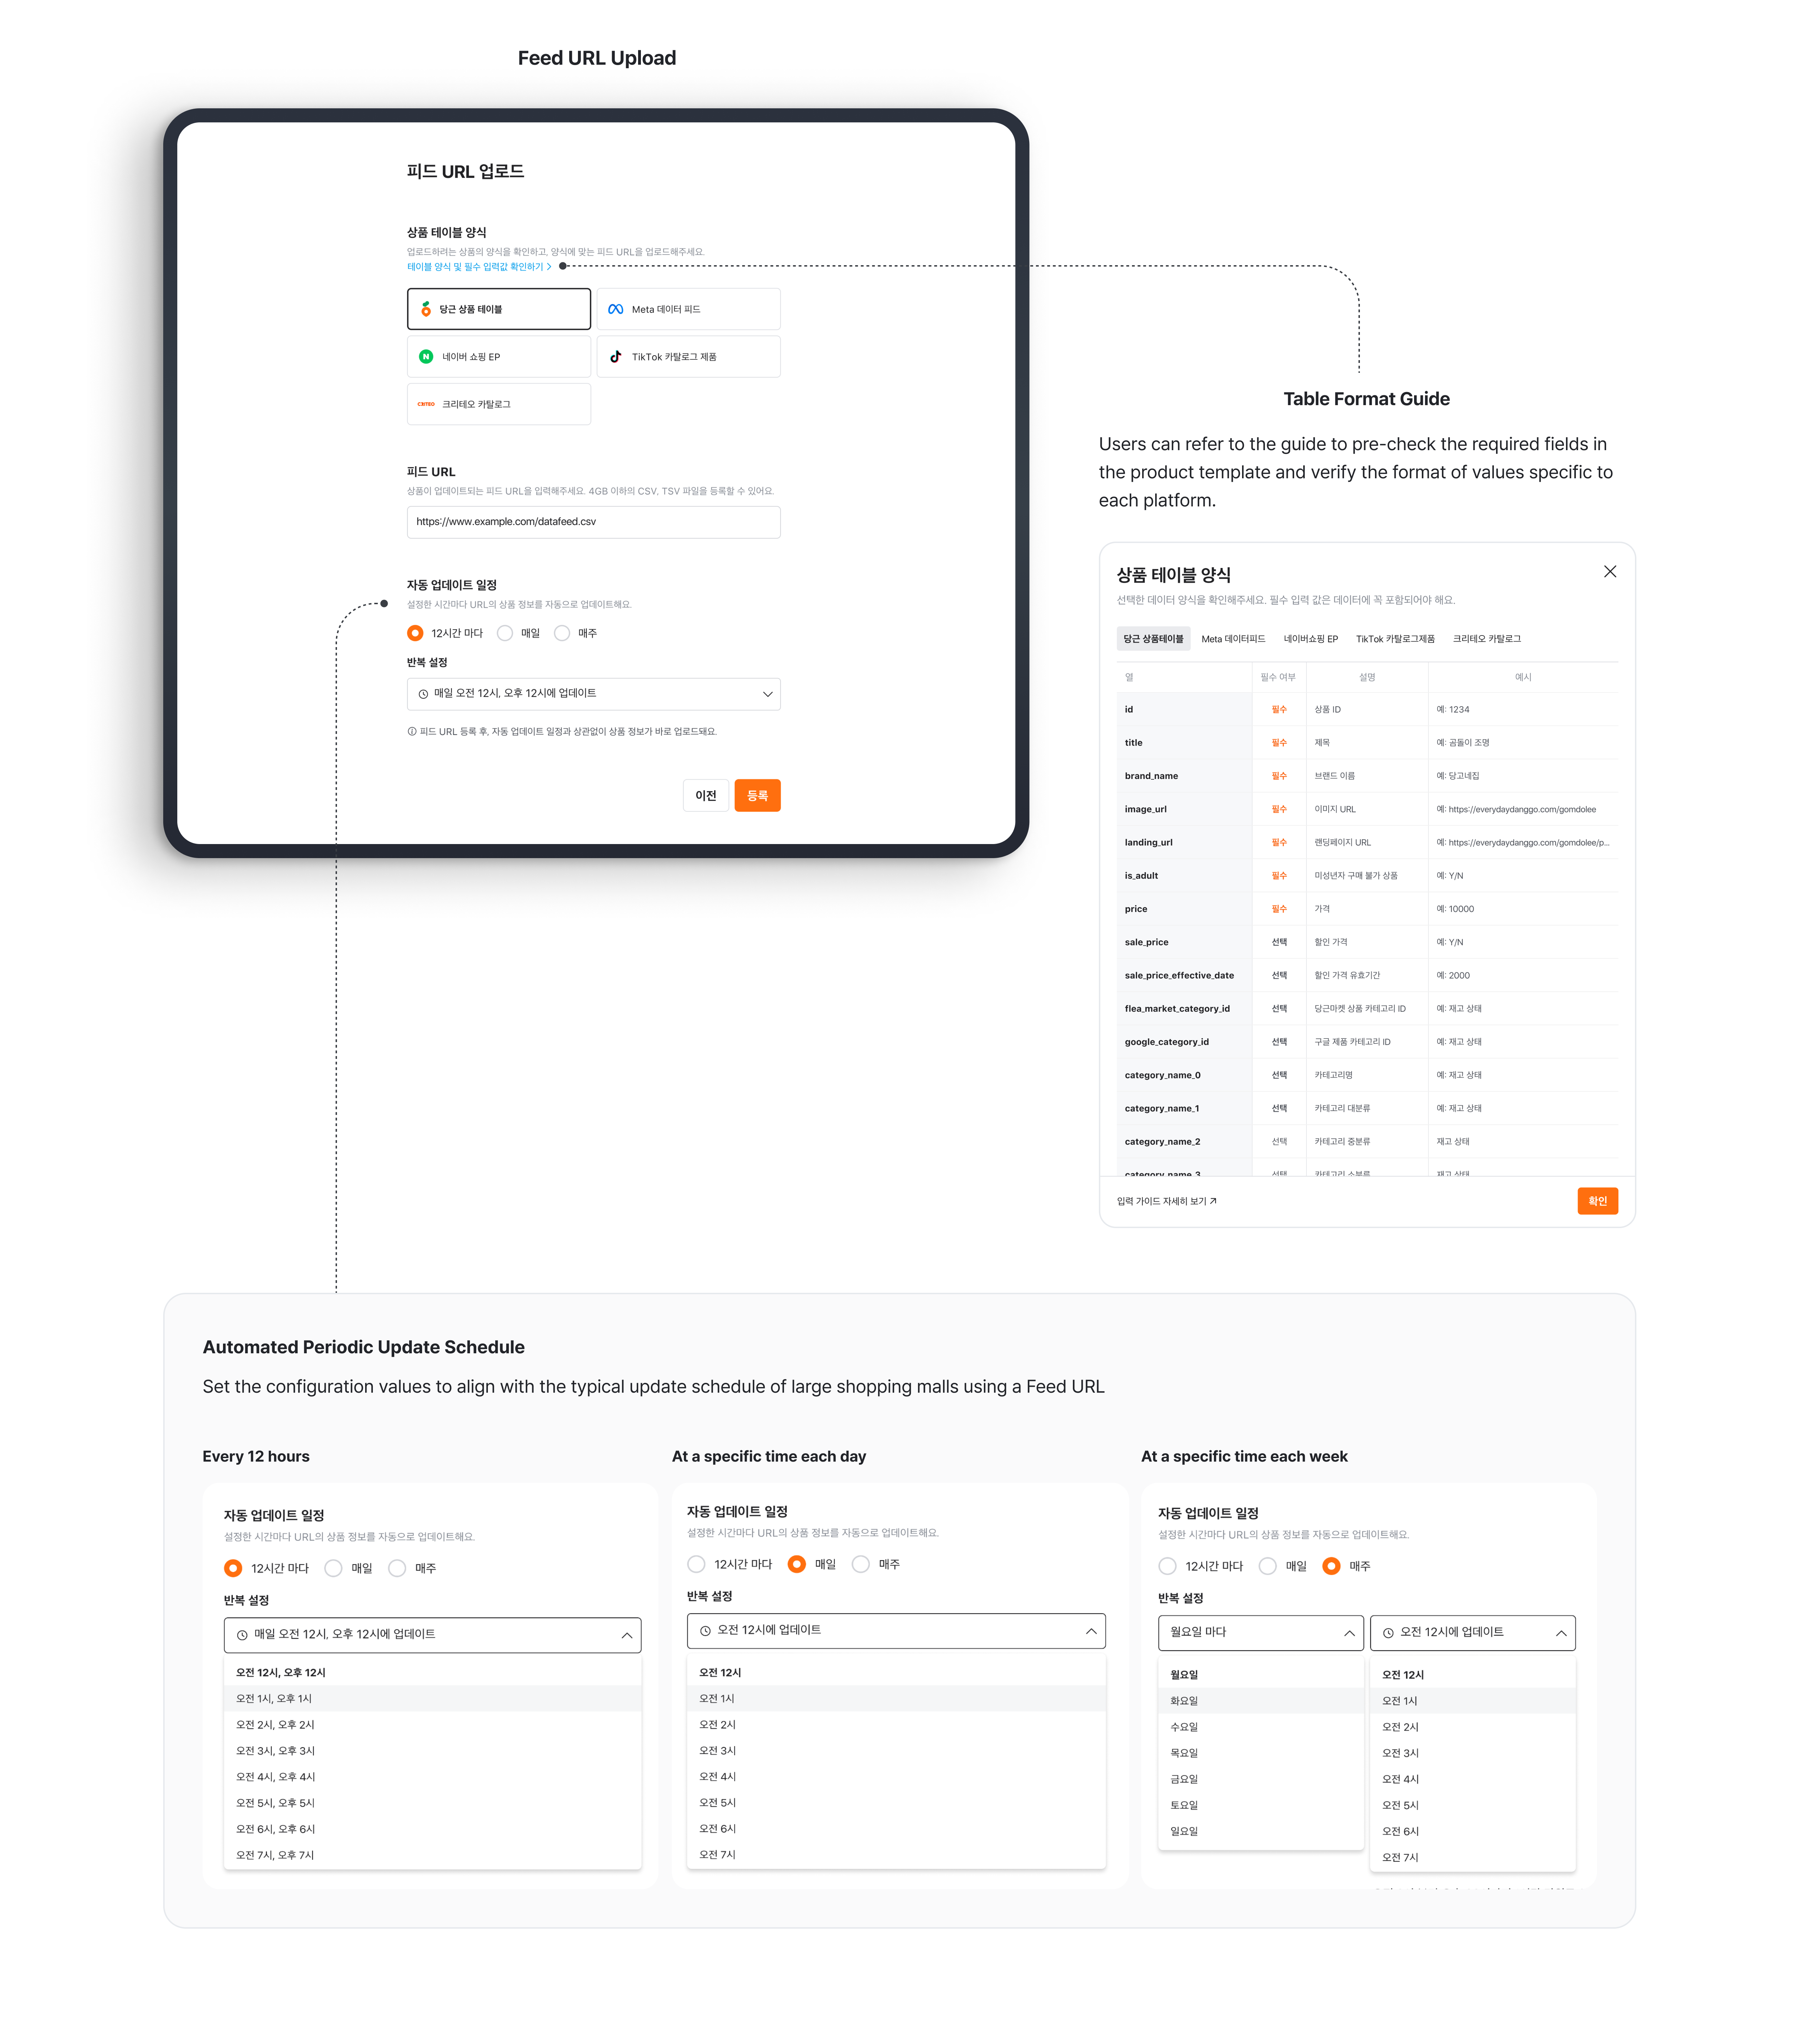 Feed URL Upload
피드 URL 업로드
상품 테이블 양식
업로드하려는 상품의 양식을 확인하고, 양식에 맞는 피드 URL을 업로드해주세요.
테이블 양식 및 필수 입력값 확인하기 >
당근 상품 테이블
Meta 데이터 피드
네이버 쇼핑 EP
TikTok 카탈로그 제품
CRITEO 크리테오 카탈로그
피드 URL
상품이 업데이트되는 피드 URL을 입력해주세요. 4GB 이하의 CSV, TSV 파일을 등록할 수 있어요.
https://www.example.com/datafeed.csv
자동 업데이트 일정
설정한 시간마다 URL의 상품 정보를 자동으로 업데이트해요.
12시간 마다 매일 매주
반복 설정
매일 오전 12시, 오후 12시에 업데이트
피드 URL 등록 후, 자동 업데이트 일정과 상관없이 상품 정보가 바로 업로드돼요.
이전 등록
Table Format Guide
Users can refer to the guide to pre-check the required fields in
the product template and verify the format of values specific to
each platform.
상품 테이블 양식
선택한 데이터 양식을 확인해주세요. 필수 입력 값은 데이터에 꼭 포함되어야 해요.
당근 상품테이블 Meta 데이터피드 네이버쇼핑 EP TikTok 카탈로그제품 크리테오 카탈로그
열 필수 여부 설명 예시
id 필수 상품 ID 예: 1234
title 필수 제목 예: 곰돌이 조명
brand_name 필수 브랜드 이름 예: 당고네집
image_url 필수 이미지 URL 예: https://everydaydanggo.com/gomdolee
landing_url 필수 랜딩페이지 URL 예: https://everydaydanggo.com/gomdolee/p...
is_adult 필수 미성년자 구매 불가 상품 예: Y/N
price 필수 가격 예: 10000
sale_price 선택 할인 가격 예: Y/N
sale_price_effective_date 선택 할인 가격 유효기간 예: 2000
flea_market_category_id 선택 당근마켓 상품 카테고리 ID 예: 재고 상태
google_category_id 선택 구글 제품 카테고리 ID 예: 재고 상태
category_name_0 선택 카테고리명 예: 재고 상태
category_name_1 선택 카테고리 대분류 예: 재고 상태
category_name_2 선택 카테고리 중분류 재고 상태
category_name_3 선택 카테고리 소분류 재고 상태
입력 가이드 자세히 보기
확인
Automated Periodic Update Schedule
Set the configuration values to align with the typical update schedule of large shopping malls using a Feed URL
Every 12 hours
자동 업데이트 일정
설정한 시간마다 URL의 상품 정보를 자동으로 업데이트해요.
12시간 마다 매일 매주
반복 설정
매일 오전 12시, 오후 12시에 업데이트
오전 12시, 오후 12시
오전 1시, 오후 1시
오전 2시, 오후 2시
오전 3시, 오후 3시
오전 4시, 오후 4시
오전 5시, 오후 5시
오전 6시, 오후 6시
오전 7시, 오후 7시
At a specific time each day
자동 업데이트 일정
설정한 시간마다 URL의 상품 정보를 자동으로 업데이트해요.
12시간 마다 매일 매주
반복 설정
오전 12시에 업데이트
오전 12시
오전 1시
오전 2시
오전 3시
오전 4시
오전 5시
오전 6시
오전 7시
At a specific time each week
자동 업데이트 일정
설정한 시간마다 URL의 상품 정보를 자동으로 업데이트해요.
12시간 마다 매일 매주
반복 설정
월요일 마다
월요일
화요일
수요일
목요일
금요일
토요일
일요일
오전 12시에 업데이트
오전 12시
오전 1시
오전 2시
오전 3시
오전 4시
오전 5시
오전 6시
오전 7시